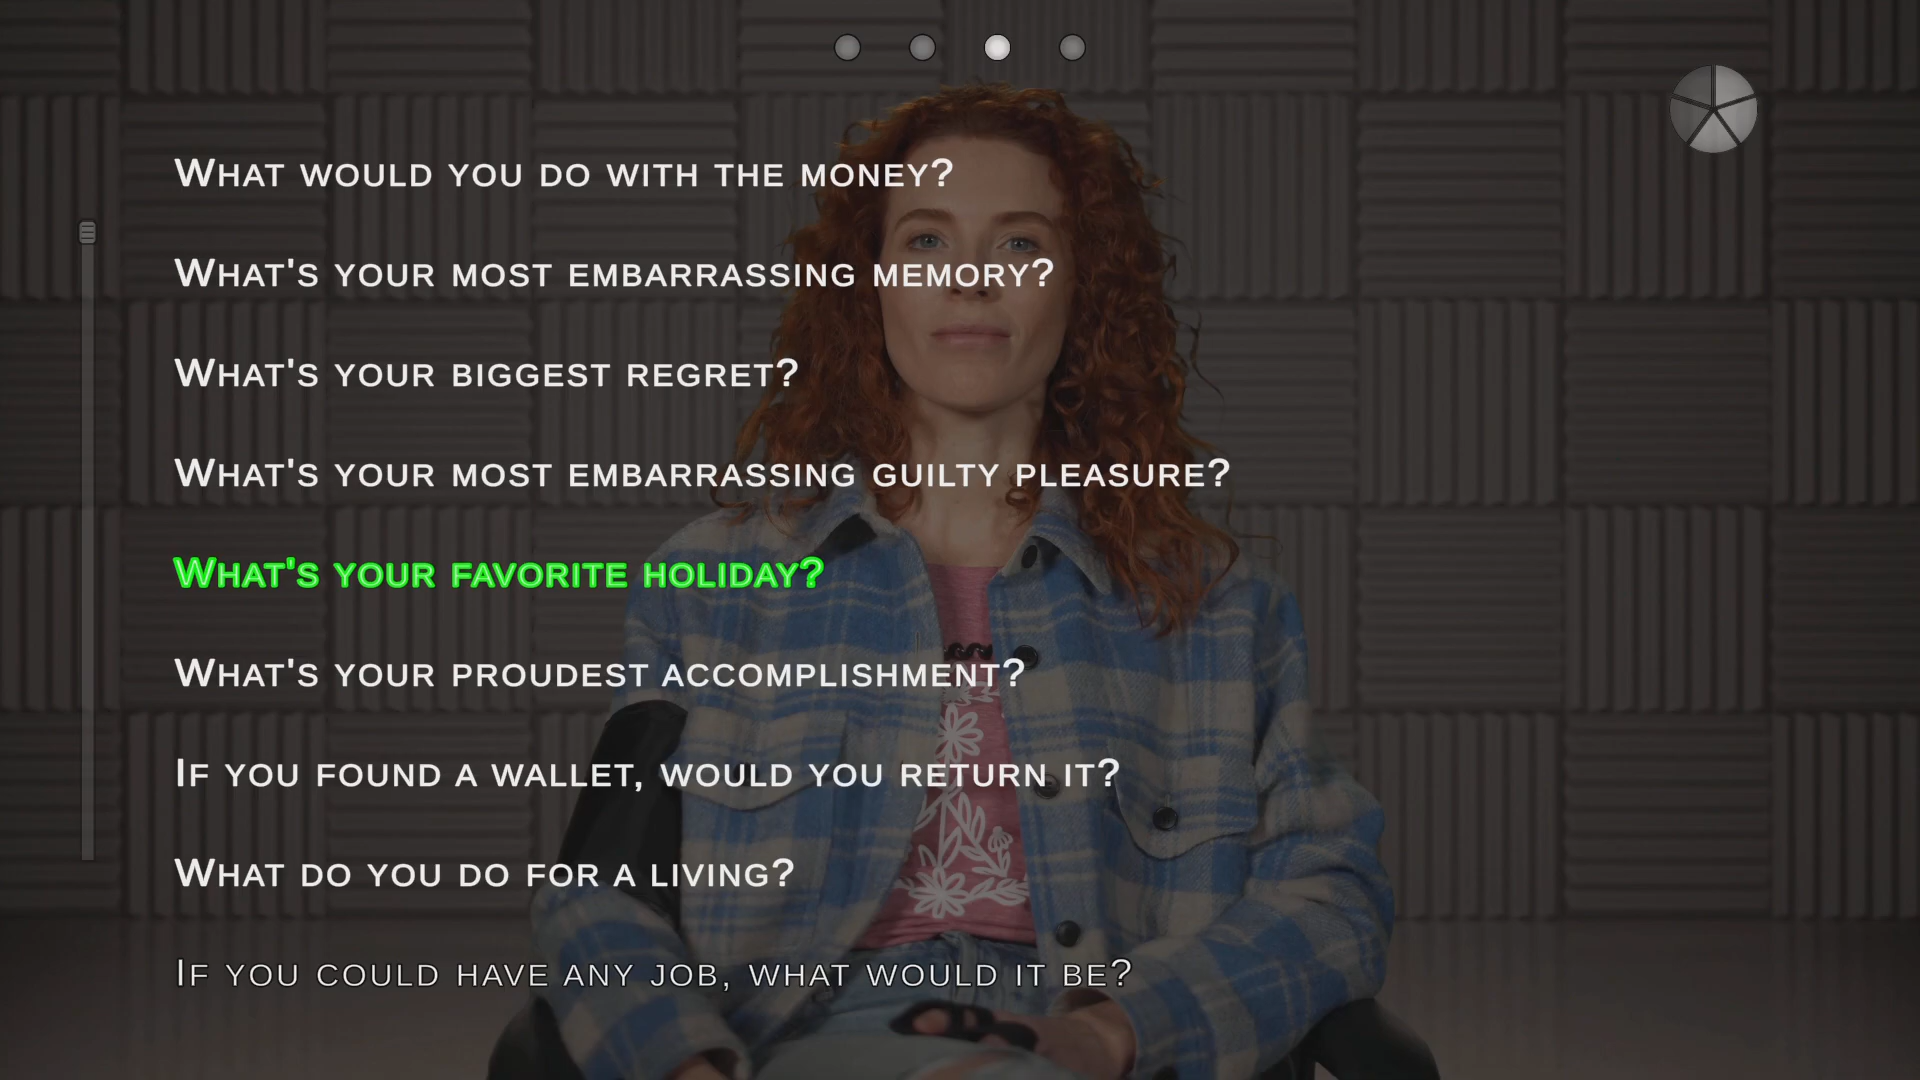 What would you do with the money?
What's your most embarrassing memory?
What's your biggest regret?
What's your most embarrassing guilty pleasure?
What's your favorite holiday?
What's your proudest accomplishment?
If you found a wallet, would you return it?
What do you do for a living?
If you could have any job, what would it be?